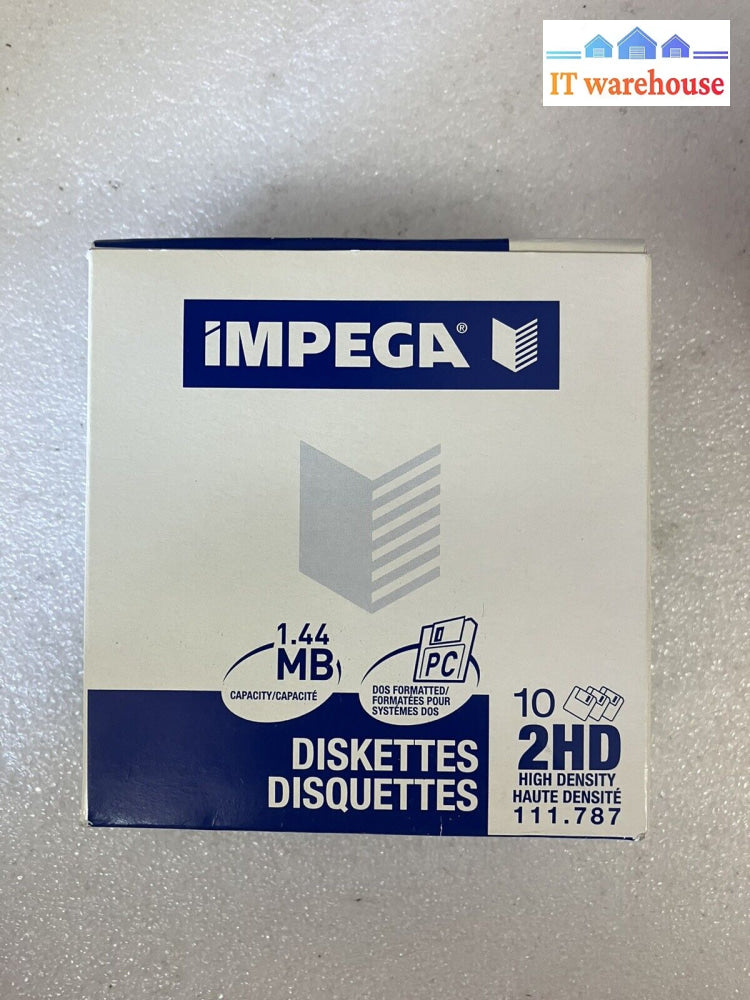 IT warehouse
iMPEGA®
1.44
MB
CAPACITY/CAPACITÉ
PC
DOS FORMATTED/
FORMATÉES POUR
SYSTÈMES DOS
DISKETTES
DISQUETTES
10
2HD
HIGH DENSITY
HAUTE DENSITÉ
111.787